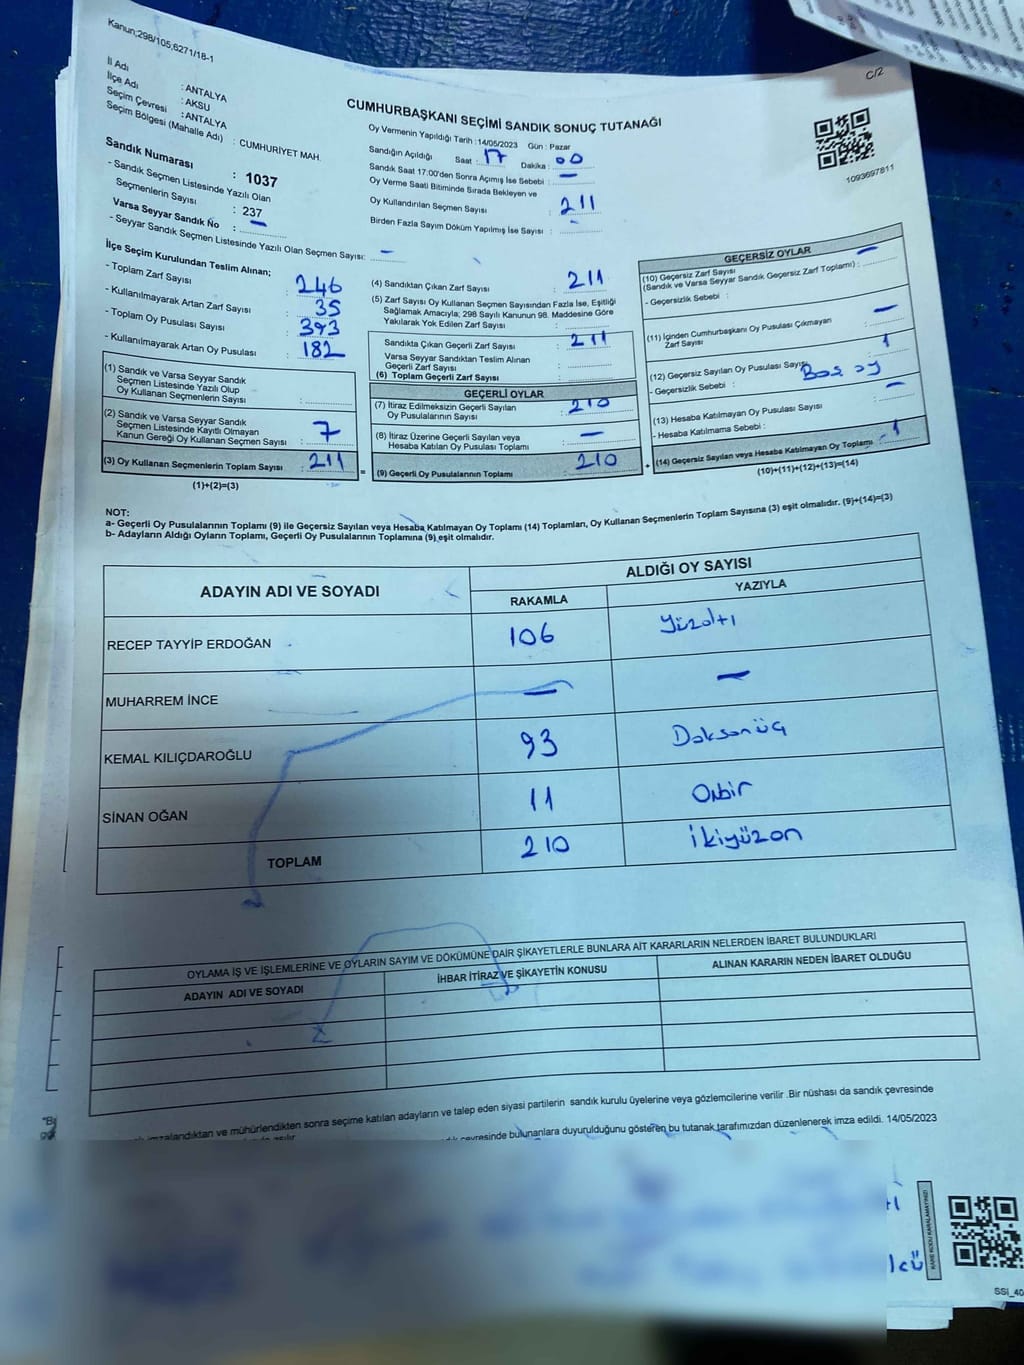 Kanun;298/105,6271/18-1
C/2
İl Adı : ANTALYA
İlçe Adı : AKSU
Seçim Çevresi : ANTALYA
Seçim Bölgesi (Mahalle Adı) : CUMHURİYET MAH.
Sandık Numarası : 1037
- Sandık Seçmen Listesinde Yazılı Olan
Seçmenlerin Sayısı : 237
Varsa Seyyar Sandık No : -
- Seyyar Sandık Seçmen Listesinde Yazılı Olan Seçmen Sayısı: -
CUMHURBAŞKANI SEÇİMİ SANDIK SONUÇ TUTANAĞI
Oy Vermenin Yapıldığı Tarih :14/05/2023 Gün : Pazar
Sandığın Açıldığı Saat : 17 Dakika : 00
Sandık Saat 17.00'den Sonra Açımış İse Sebebi : -
Oy Verme Saati Bitiminde Sırada Bekleyen ve
Oy Kullandırılan Seçmen Sayısı : 211
Birden Fazla Sayım Döküm Yapılmış İse Sayısı : -
1093697811
İlçe Seçim Kurulundan Teslim Alınan;
- Toplam Zarf Sayısı : 246
- Kullanılmayarak Artan Zarf Sayısı : 35
- Toplam Oy Pusulası Sayısı : 393
- Kullanılmayarak Artan Oy Pusulası : 182
(1) Sandık ve Varsa Seyyar Sandık
Seçmen Listesinde Yazılı Olup
Oy Kullanan Seçmenlerin Sayısı :
(2) Sandık ve Varsa Seyyar Sandık
Seçmen Listesinde Kayıtlı Olmayan
Kanun Gereği Oy Kullanan Seçmen Sayısı : 7
(3) Oy Kullanan Seçmenlerin Toplam Sayısı : 211
(1)+(2)=(3)
=
(4) Sandıktan Çıkan Zarf Sayısı : 211
(5) Zarf Sayısı Oy Kullanan Seçmen Sayısından Fazla İse, Eşitliği
Sağlamak Amacıyla; 298 Sayılı Kanunun 98. Maddesine Göre
Yakılarak Yok Edilen Zarf Sayısı :
Sandıkta Çıkan Geçerli Zarf Sayısı : 211
Varsa Seyyar Sandıktan Teslim Alınan
Geçerli Zarf Sayısı :
(6) Toplam Geçerli Zarf Sayısı :
GEÇERLİ OYLAR
(7) İtiraz Edilmeksizin Geçerli Sayılan
Oy Pusulalarının Sayısı : 210
(8) İtiraz Üzerine Geçerli Sayılan veya
Hesaba Katılan Oy Pusulası Toplamı : -
(9) Geçerli Oy Pusulalarının Toplamı : 210
+
GEÇERSİZ OYLAR
(10) Geçersiz Zarf Sayısı
(Sandık ve Varsa Seyyar Sandık Geçersiz Zarf Toplamı) : -
- Geçersizlik Sebebi :
(11) İçinden Cumhurbaşkanı Oy Pusulası Çıkmayan
Zarf Sayısı : -
(12) Geçersiz Sayılan Oy Pusulası Sayısı : 1
- Geçersizlik Sebebi : Boş oy
(13) Hesaba Katılmayan Oy Pusulası Sayısı : -
- Hesaba Katılmama Sebebi :
(14) Geçersiz Sayılan veya Hesaba Katılmayan Oy Toplamı : 1
(10)+(11)+(12)+(13)=(14)
NOT:
a- Geçerli Oy Pusulalarının Toplamı (9) ile Geçersiz Sayılan veya Hesaba Katılmayan Oy Toplamı (14) Toplamları, Oy Kullanan Seçmenlerin Toplam Sayısına (3) eşit olmalıdır. (9)+(14)=(3)
b- Adayların Aldığı Oyların Toplamı, Geçerli Oy Pusulalarının Toplamına (9) eşit olmalıdır.
ADAYIN ADI VE SOYADI ALDIĞI OY SAYISI
RAKAMLA YAZIYLA
RECEP TAYYİP ERDOĞAN 106 Yüzaltı
MUHARREM İNCE - -
KEMAL KILIÇDAROĞLU 93 Doksanüç
SİNAN OĞAN 11 Onbir
TOPLAM 210 İkiyüzon
OYLAMA İŞ VE İŞLEMLERİNE VE OYLARIN SAYIM VE DÖKÜMÜNE DAİR ŞİKAYETLERLE BUNLARA AİT KARARLARIN NELERDEN İBARET BULUNDUKLARI
ADAYIN ADI VE SOYADI İHBAR İTİRAZ VE ŞİKAYETİN KONUSU ALINAN KARARIN NEDEN İBARET OLDUĞU
imzalandıktan ve mühürlendikten sonra seçime katılan adayların ve talep eden siyasi partilerin sandık kurulu üyelerine veya gözlemcilerine verilir .Bir nüshası da sandık çevresinde
çevresinde bulunanlara duyurulduğunu gösteren bu tutanak tarafımızdan düzenlenerek imza edildi. 14/05/2023
KARE KODU KARALAMAYINIZ!